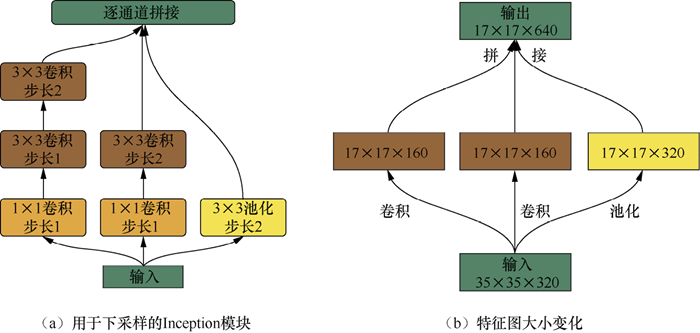 逐通道拼接
3×3卷积
步长2
3×3卷积
步长1
3×3卷积
步长2
1×1卷积
步长1
1×1卷积
步长1
3×3池化
步长2
输入
(a) 用于下采样的Inception模块
输出
17×17×640
拼 接
17×17×160
17×17×160
17×17×320
卷积
卷积
池化
输入
35×35×320
(b) 特征图大小变化